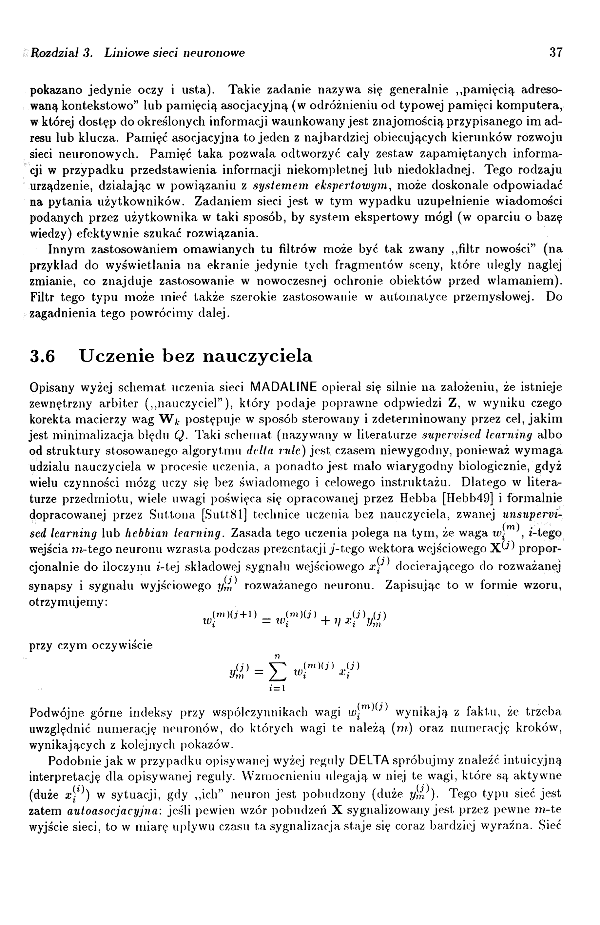 Rozdział 3. Liniowe sieci neuronowe 37
pokazano jedynie oczy i usta). Takie zadanie nazywa się generalnie ,,pamięcią adreso-
waną kontekstowo” lub pamięcią asocjacyjną (w odróżnieniu od typowej pamięci komputera,
w której dostęp do określonych informacji waunkowany jest znajomością przypisanego im ad-
resu lub klucza. Pamięć asocjacyjna to jeden z najbardziej obiecujących kierunków rozwoju
sieci neuronowych. Pamięć taka pozwala odtworzyć cały zestaw zapamiętanych informa-
cji w przypadku przedstawienia informacji niekompletnej lub niedokładnej. Tego rodzaju
urządzenie, działając w powiązaniu z systemem ekspertowym, może doskonale odpowiadać
na pytania użytkowników. Zadaniem sieci jest w tym wypadku uzupełnienie wiadomości
podanych przez użytkownika w taki sposób, by system ekspertowy mógł (w oparciu o bazę
wiedzy) efektywnie szukać rozwiązania.
Innym zastosowaniem omawianych tu filtrów może być tak zwany ,,filtr nowości” (na
przykład do wyświetlania na ekranie jedynie tych fragmentów sceny, które uległy nagłej
zmianie, co znajduje zastosowanie w nowoczesnej ochronie obiektów przed włamaniem).
Filtr tego typu może mieć także szerokie zastosowanie w automatyce przemysłowej. Do
zagadnienia tego powrócimy dalej.
3.6 Uczenie bez nauczyciela
Opisany wyżej schemat uczenia sieci MADALINE opierał się silnie na założeniu, że istnieje
zewnętrzny arbiter (,,nauczyciel”), który podaje poprawne odpwiedzi Z, w wyniku czego
korekta macierzy wag W_k postępuje w sposób sterowany i zdeterminowany przez cel, jakim
jest minimalizacja błędu Q. Taki schemat (nazywany w literaturze supervised learning albo
od struktury stosowanego algorytmu delta rule) jest czasem niewygodny, ponieważ wymaga
udziału nauczyciela w procesie uczenia, a ponadto jest mało wiarygodny biologicznie, gdyż
wielu czynności mózg uczy się bez świadomego i celowego instruktażu. Dlatego w litera-
turze przedmiotu, wiele uwagi poświęca się opracowanej przez Hebba [Hebb49] i formalnie
dopracowanej przez Suttona [Sutt81] technice uczenia bez nauczyciela, zwanej unsupervi-
sed learning lub hebbian learning. Zasada tego uczenia polega na tym, że waga w_i^(m), i-tego
wejścia m-tego neuronu wzrasta podczas prezentacji j-tego wektora wejściowego X^(j) propor-
cjonalnie do iloczynu i-tej składowej sygnału wejściowego x_i^(j) docierającego do rozważanej
synapsy i sygnału wyjściowego y_m^(j) rozważanego neuronu. Zapisując to w formie wzoru,
otrzymujemy:
w_i^(m)(j+1) = w_i^(m)(j) + η x_i^(j) y_m^(j)
przy czym oczywiście
y_m^(j) = ∑_{i=1}^{n} w_i^(m)(j) x_i^(j)
Podwójne górne indeksy przy współczynnikach wagi w_i^(m)(j) wynikają z faktu, że trzeba
uwzględnić numerację neuronów, do których wagi te należą (m) oraz numerację kroków,
wynikających z kolejnych pokazów.
Podobnie jak w przypadku opisywanej wyżej reguły DELTA spróbujmy znaleźć intuicyjną
interpretację dla opisywanej reguły. Wzmocnieniu ulegają w niej te wagi, które są aktywne
(duże x_i^(i)) w sytuacji, gdy ,,ich” neuron jest pobudzony (duże y_m^(j)). Tego typu sieć jest
zatem autoasocjacyjna: jeśli pewien wzór pobudzeń X sygnalizowany jest przez pewne m-te
wyjście sieci, to w miarę upływu czasu ta sygnalizacja staje się coraz bardziej wyraźna. Sieć